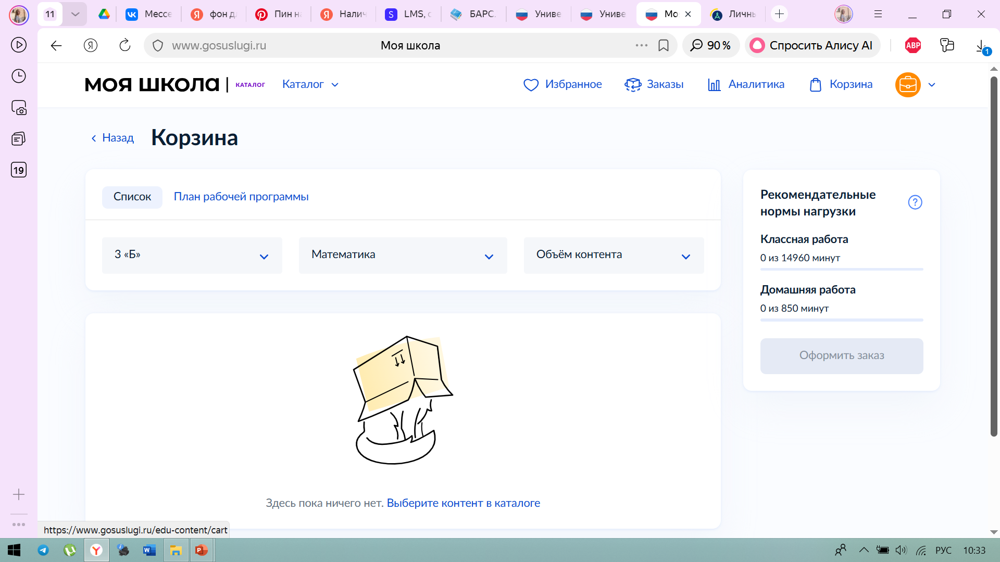 11
Мессе
фон д
Пин н
Налич
LMS, с
БАРС.
Униве
Униве
Мо
Личнь
www.gosuslugi.ru
Моя школа
90 %
Спросить Алису AI
ABP
1
19
МОЯ ШКОЛА | КАТАЛОГ
Каталог
Избранное
Заказы
Аналитика
Корзина
Назад
Корзина
Список
План рабочей программы
3 «Б»
Математика
Объём контента
Рекомендательные
нормы нагрузки
?
Классная работа
0 из 14960 минут
Домашняя работа
0 из 850 минут
Оформить заказ
Здесь пока ничего нет. Выберите контент в каталоге
https://www.gosuslugi.ru/edu-content/cart
РУС
10:33